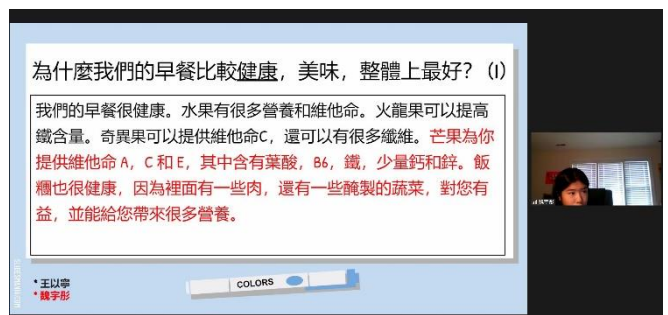 為什麼我們的早餐比較健康，美味，整體上最好？(I)
我們的早餐很健康。水果有很多營養和維他命。火龍果可以提高
鐵含量。奇異果可以提供維他命C，還可以有很多纖維。芒果為你
提供維他命 A，C 和 E，其中含有葉酸，B6，鐵，少量鈣和鋅。飯
糰也很健康，因為裡面有一些肉，還有一些醃製的蔬菜，對您有
益，並能給您帶來很多營養。
* 王以寧
* 魏宇彤
COLORS